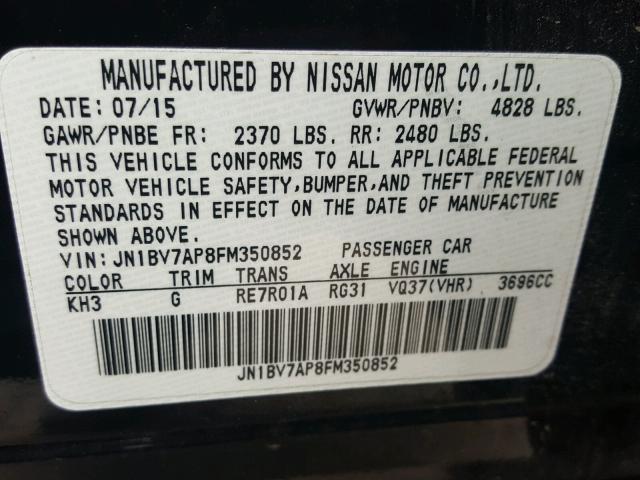 MANUFACTURED BY NISSAN MOTOR CO.,LTD.
DATE: 07/15 GVWR/PNBV: 4828 LBS.
GAWR/PNBE FR: 2370 LBS. RR: 2480 LBS.
THIS VEHICLE CONFORMS TO ALL APPLICABLE FEDERAL
MOTOR VEHICLE SAFETY,BUMPER,AND THEFT PREVENTION
STANDARDS IN EFFECT ON THE DATE OF MANUFACTURE
SHOWN ABOVE.
VIN: JN1BV7AP8FM350852 PASSENGER CAR
COLOR TRIM TRANS AXLE ENGINE
KH3 G RE7R01A RG31 VQ37(VHR) 3696CC
JN1BV7AP8FM350852